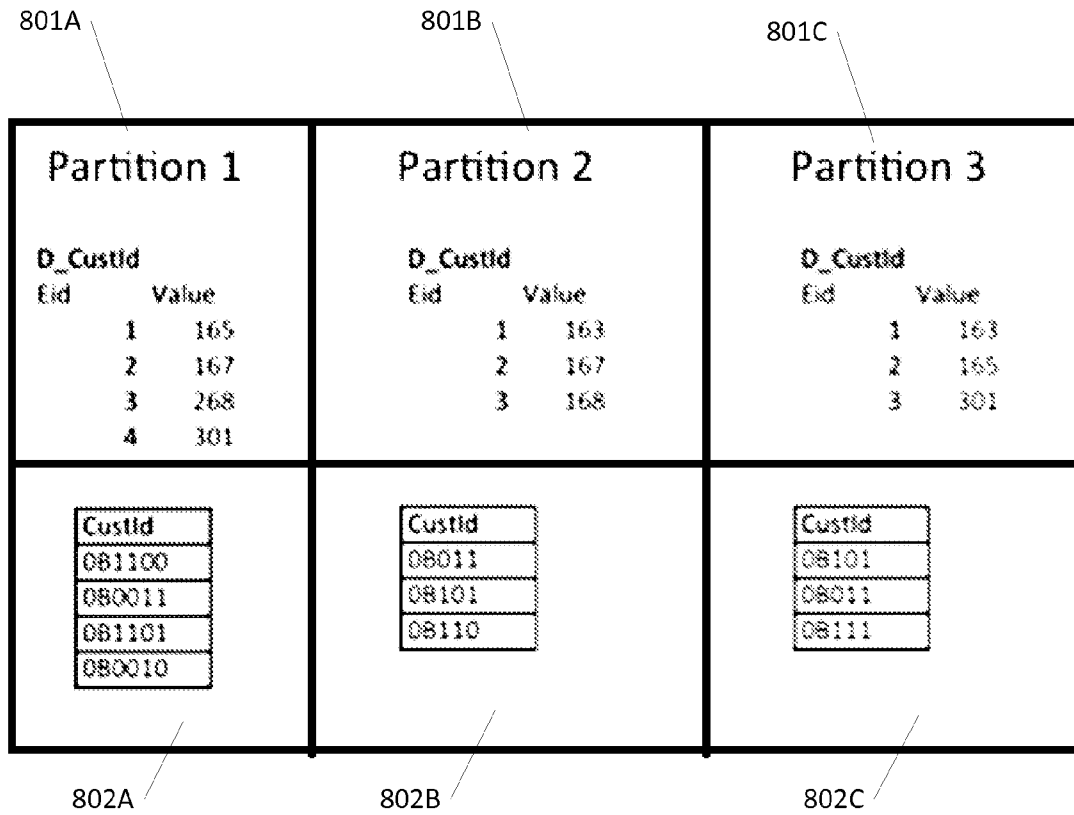 801A
801B
801C
Partition 1
D_CustId
Eid Value
1 165
2 167
3 268
4 301
Partition 2
D_CustId
Eid Value
1 163
2 167
3 168
Partition 3
D_CustId
Eid Value
1 163
2 165
3 301
CustId
0B1100
0B0011
0B1101
0B0010
CustId
0B011
0B101
0B110
CustId
0B101
0B011
0B111
802A
802B
802C